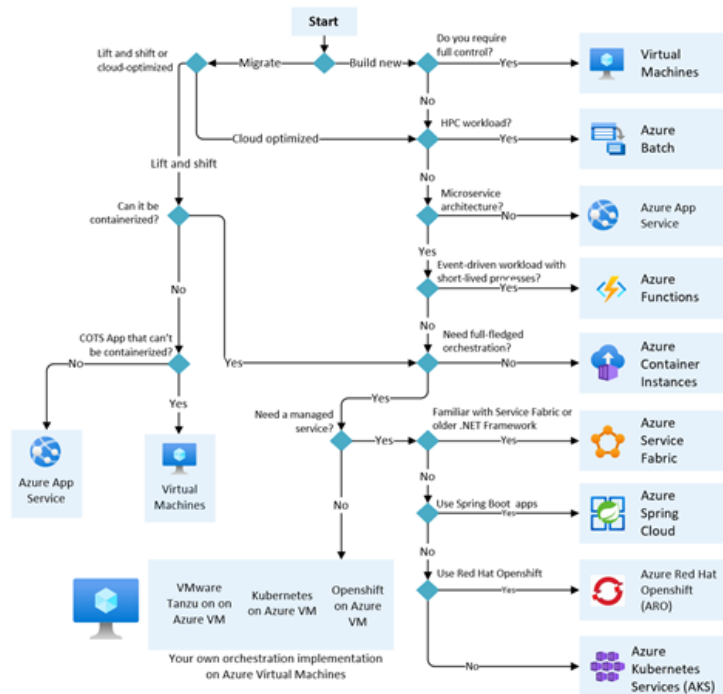 Start
Lift and shift or
cloud-optimized
Migrate
Build new
Do you require
full control?
Yes
Virtual
Machines
No
Cloud optimized
HPC workload?
Yes
Azure
Batch
Lift and shift
No
Can it be
containerized?
Microservice
architecture?
No
Azure App
Service
Yes
Event-driven workload with
short-lived processes?
Yes
Azure
Functions
No
No
COTS App that can't
be containerized?
Need full-fledged
orchestration?
No
Yes
No
Azure
Container
Instances
Yes
Yes
Need a managed
service?
Yes
Familiar with Service Fabric or
older .NET Framework
Yes
Azure
Service
Fabric
Azure App
Service
Virtual
Machines
No
No
Use Spring Boot apps
Yes
Azure
Spring
Cloud
No
Use Red Hat Openshift
Yes
Azure Red Hat
Openshift
(ARO)
VMware
Tanzu on on
Azure VM
Kubernetes
on Azure VM
Openshift
on Azure
VM
Your own orchestration implementation
on Azure Virtual Machines
No
Azure
Kubernetes
Services (AKS)